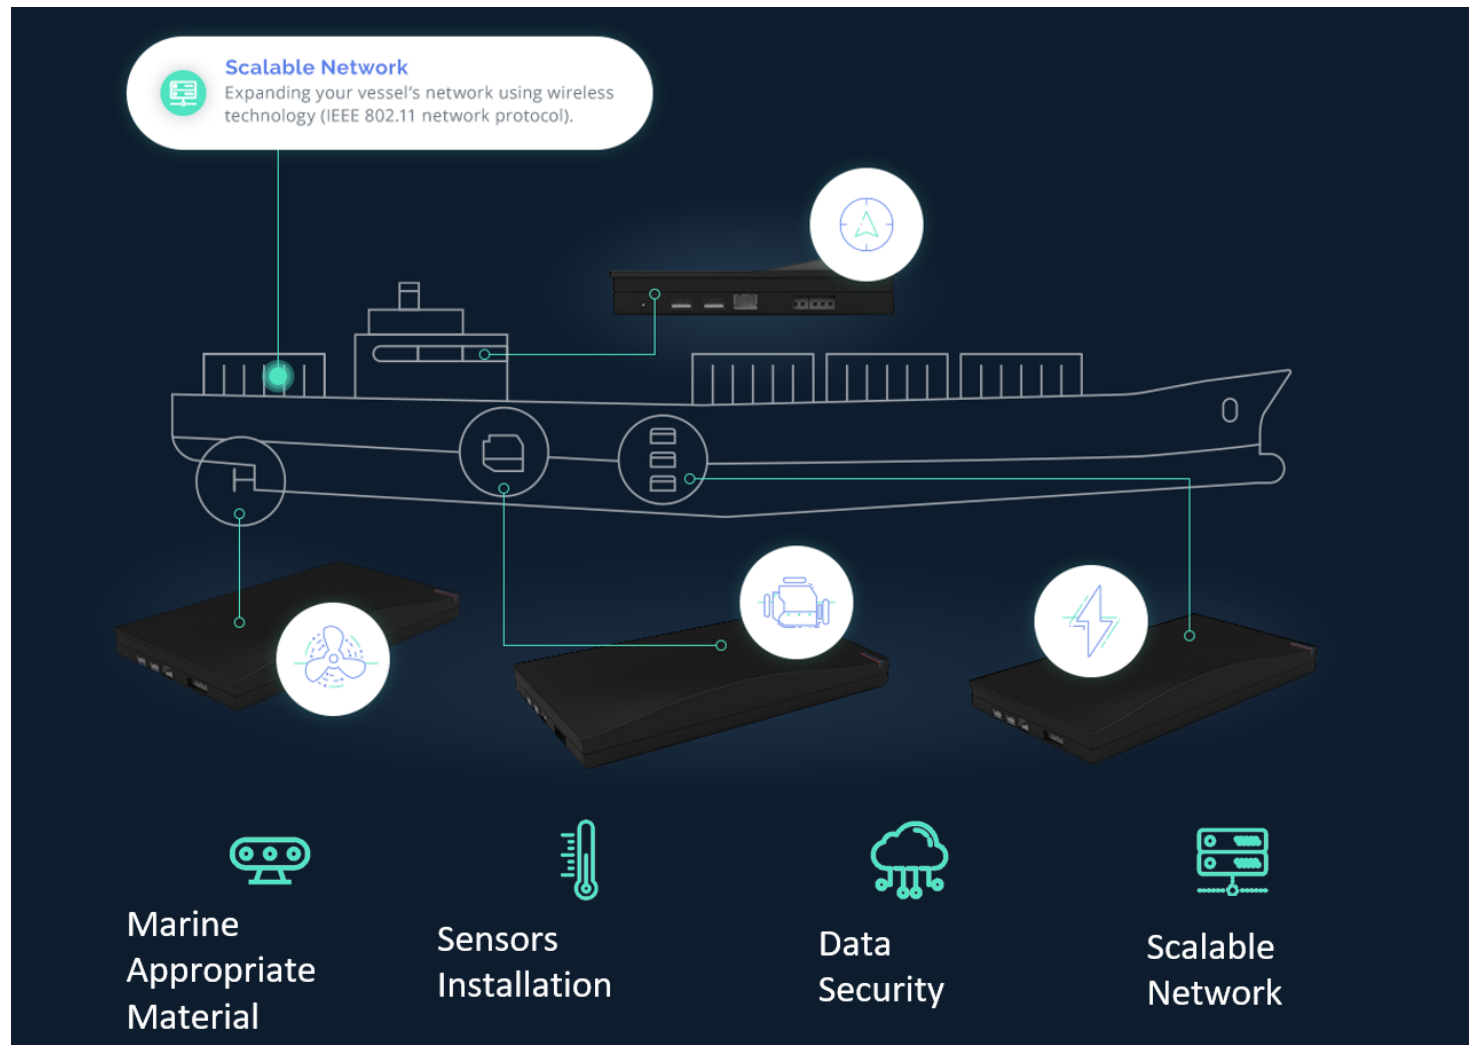 Scalable Network
Expanding your vessel's network using wireless
technology (IEEE 802.11 network protocol).
Marine
Appropriate
Material
Sensors
Installation
Data
Security
Scalable
Network